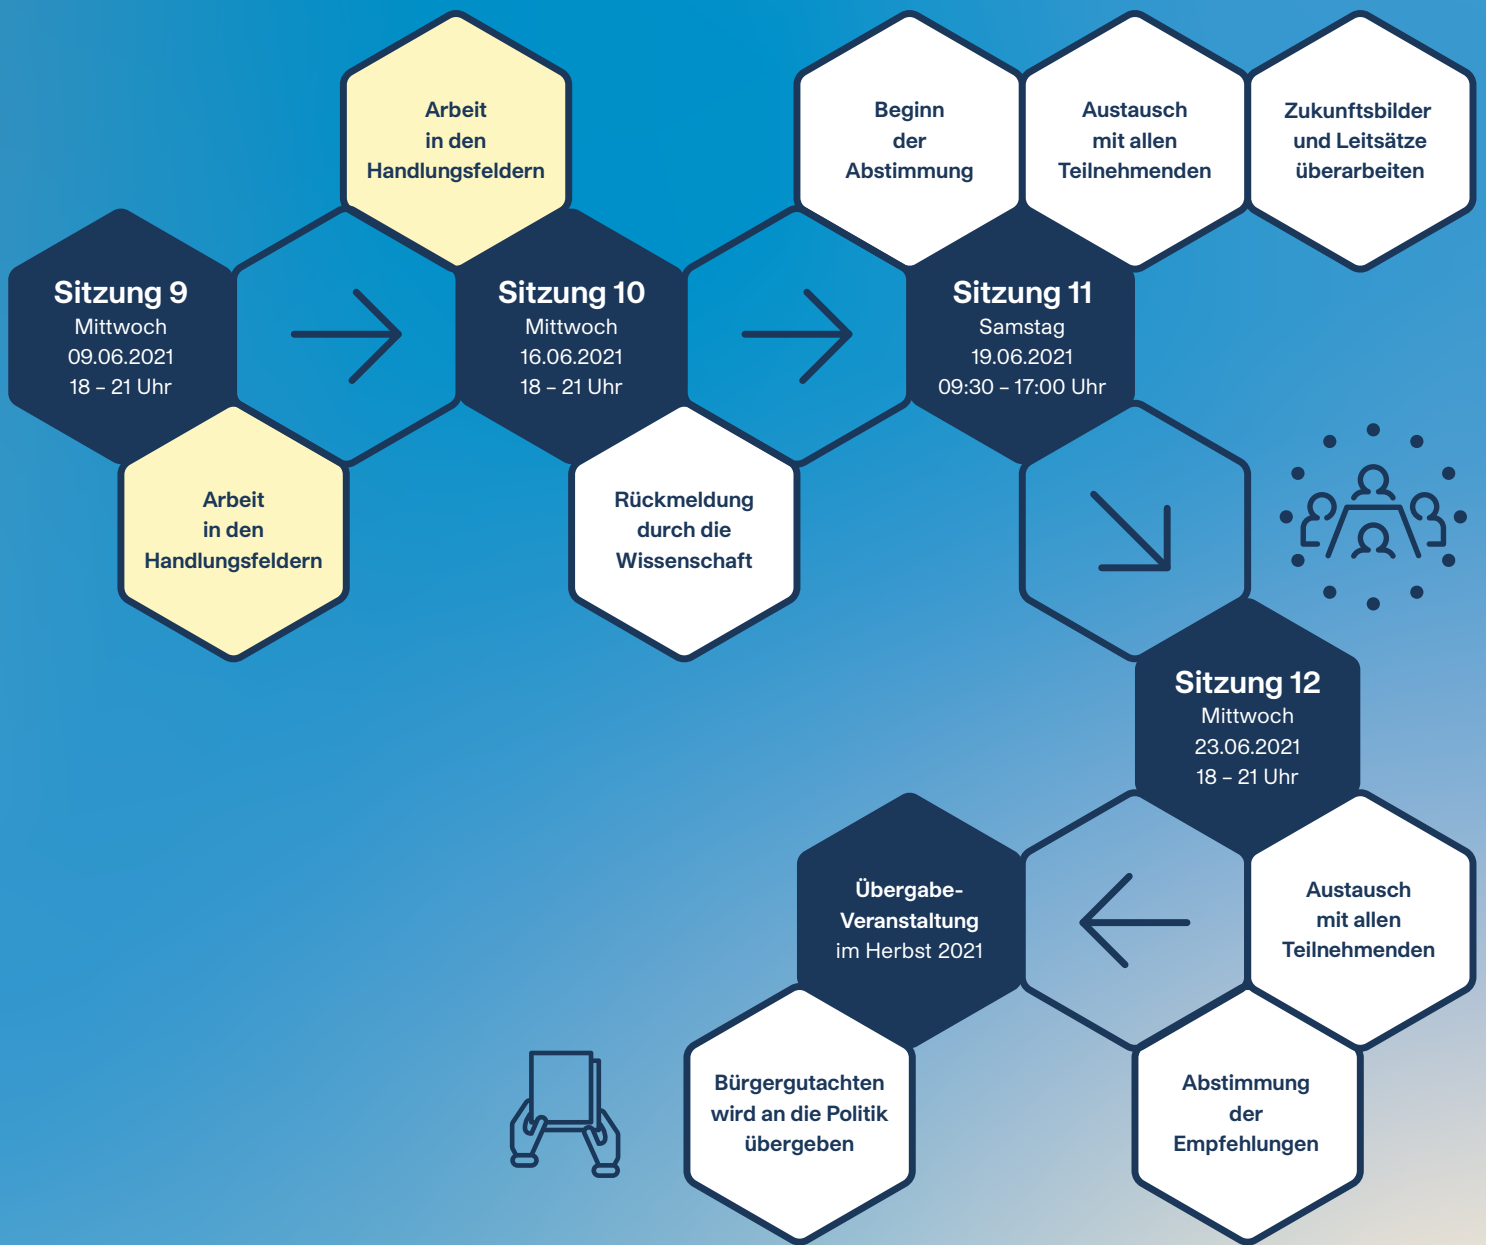 Arbeit
in den
Handlungsfeldern
Beginn
der
Abstimmung
Austausch
mit allen
Teilnehmenden
Zukunftsbilder
und Leitsätze
überarbeiten
Sitzung 9
Mittwoch
09.06.2021
18 – 21 Uhr
Sitzung 10
Mittwoch
16.06.2021
18 – 21 Uhr
Sitzung 11
Samstag
19.06.2021
09:30 – 17:00 Uhr
Arbeit
in den
Handlungsfeldern
Rückmeldung
durch die
Wissenschaft
Sitzung 12
Mittwoch
23.06.2021
18 – 21 Uhr
Übergabe-
Veranstaltung
im Herbst 2021
Austausch
mit allen
Teilnehmenden
Bürgergutachten
wird an die Politik
übergeben
Abstimmung
der
Empfehlungen